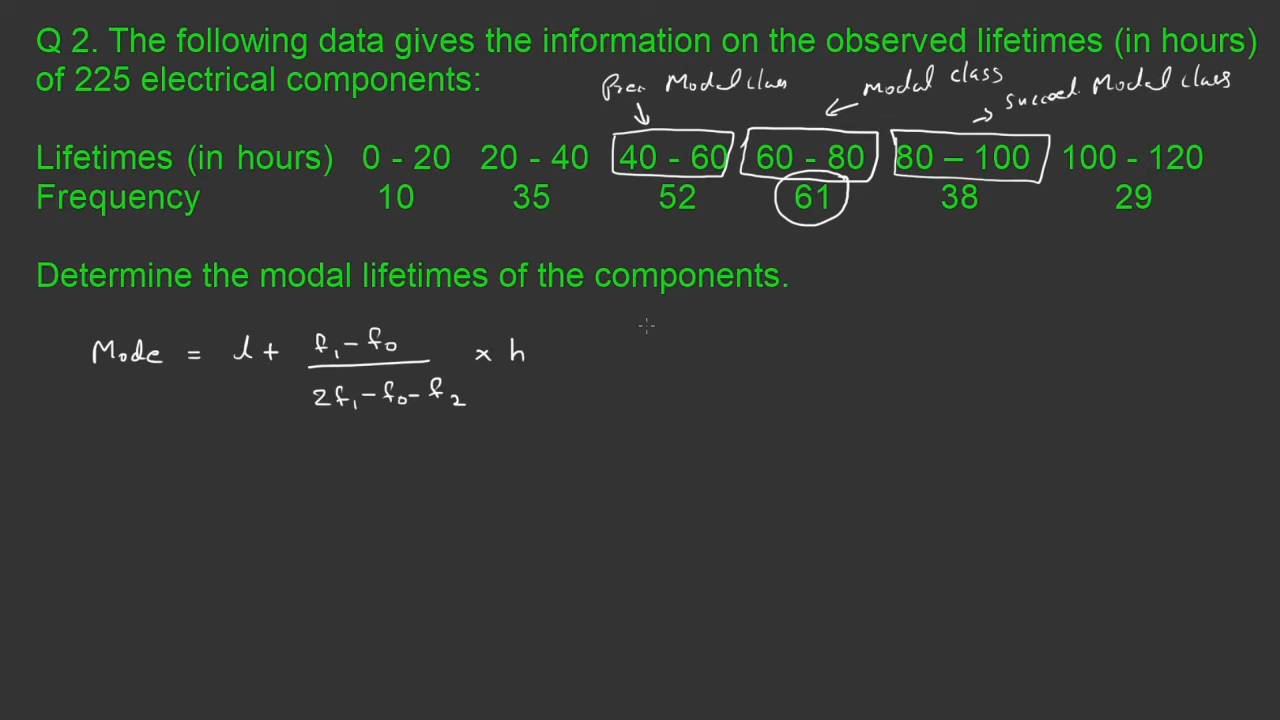 Q 2. The following data gives the information on the observed lifetimes (in hours)
of 225 electrical components:
Modal class
Modal class
Succeed. Modal class
Lifetimes (in hours) 0 - 20 20 - 40 40 - 60 60 - 80 80 – 100 100 - 120
Frequency 10 35 52 61 38 29
Determine the modal lifetimes of the components.
Mode = l + f₁ - f₀ / 2f₁ - f₀ - f₂ × h